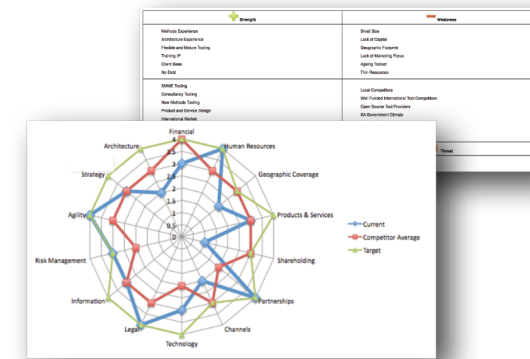 Strength
Weakness
Methods Experience
Architecture Experience
Flexible and Mature Tooling
Training IP
Client Base
No Debt
Small Size
Lack of Capital
Geographic Footprint
Lack of Marketing Focus
Ageing Toolset
Thin Resources
SMME Tooling
Consultancy Tooling
New Methods Tooling
Product and Service Design
International Market
Local Competitors
Well Funded International Tool Competitors
Open Source Tool Providers
SA Government Climate
Threat
Financial
Human Resources
Geographic Coverage
Products & Services
Shareholding
Partnerships
Channels
Technology
Legal
Information
Risk Management
Agility
Strategy
Architecture
4
3.5
3
2.5
2
1.5
1
0.5
0
Current
Competitor Average
Target